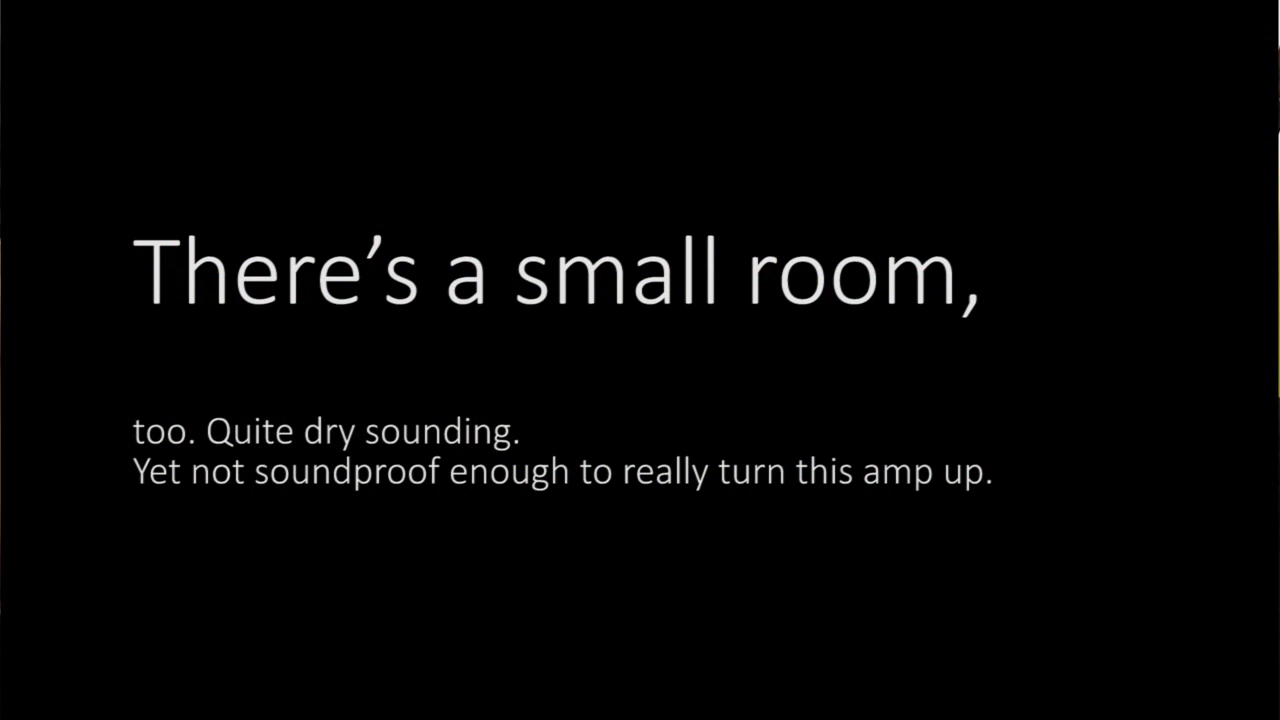 There’s a small room,
too. Quite dry sounding.
Yet not soundproof enough to really turn this amp up.